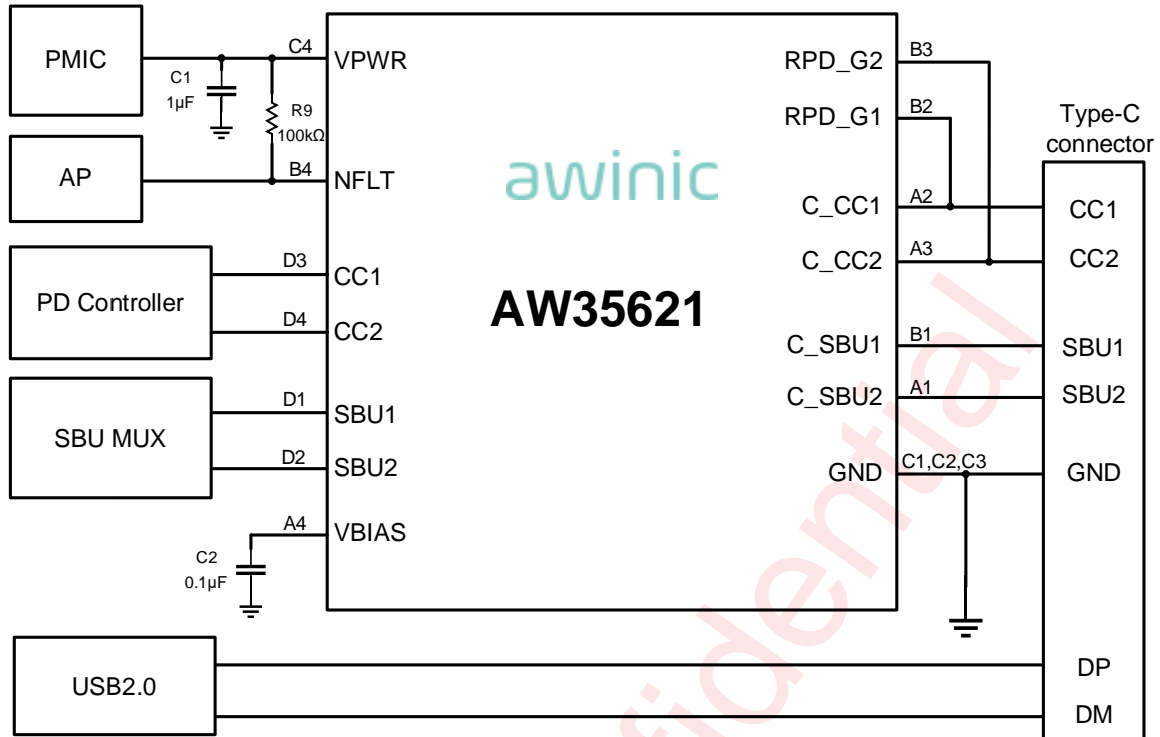 PMIC
C4
VPWR
C1
1µF
R9
100kΩ
AP
B4
NFLT
PD Controller
D3
CC1
D4
CC2
SBU MUX
D1
SBU1
D2
SBU2
A4
VBIAS
C2
0.1µF
USB2.0
awinic
AW35621
RPD_G2
B3
RPD_G1
B2
C_CC1
A2
C_CC2
A3
C_SBU1
B1
C_SBU2
A1
GND
C1,C2,C3
Type-C
connector
CC1
CC2
SBU1
SBU2
GND
DP
DM